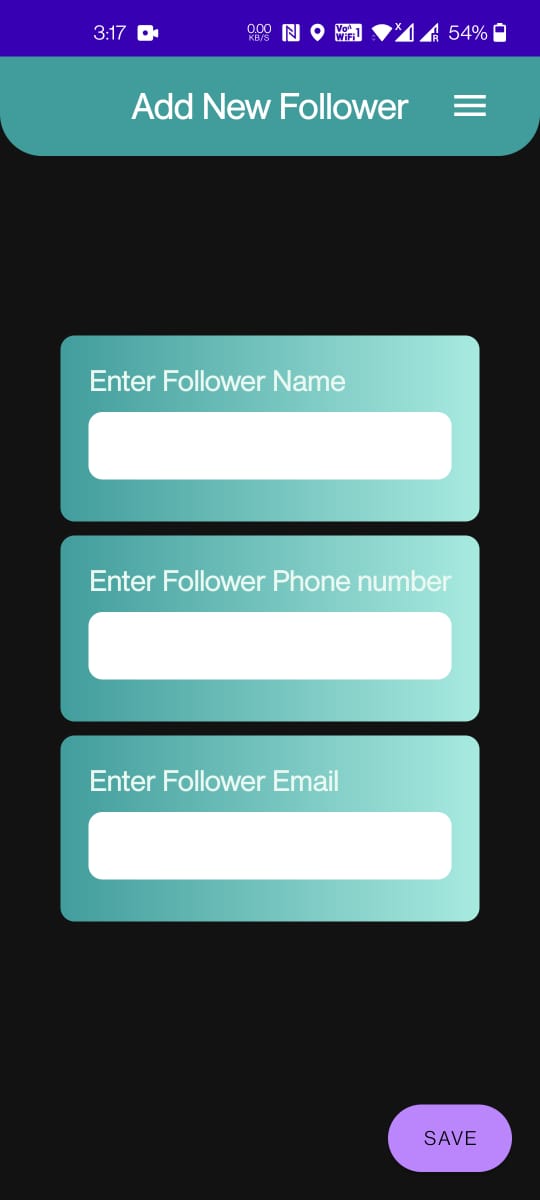 3:17 0.00 KB/S Vo WiFi 1 X R 54%
Add New Follower
Enter Follower Name
Enter Follower Phone number
Enter Follower Email
SAVE